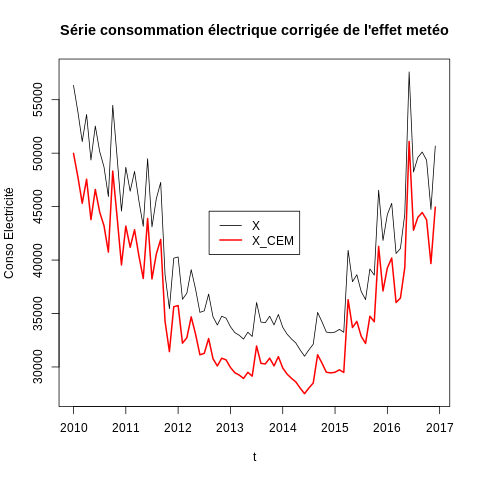 Série consommation électrique corrigée de l'effet metéo
Conso Electricité
55000
50000
45000
40000
35000
30000
X
X_CEM
2010 2011 2012 2013 2014 2015 2016 2017
t